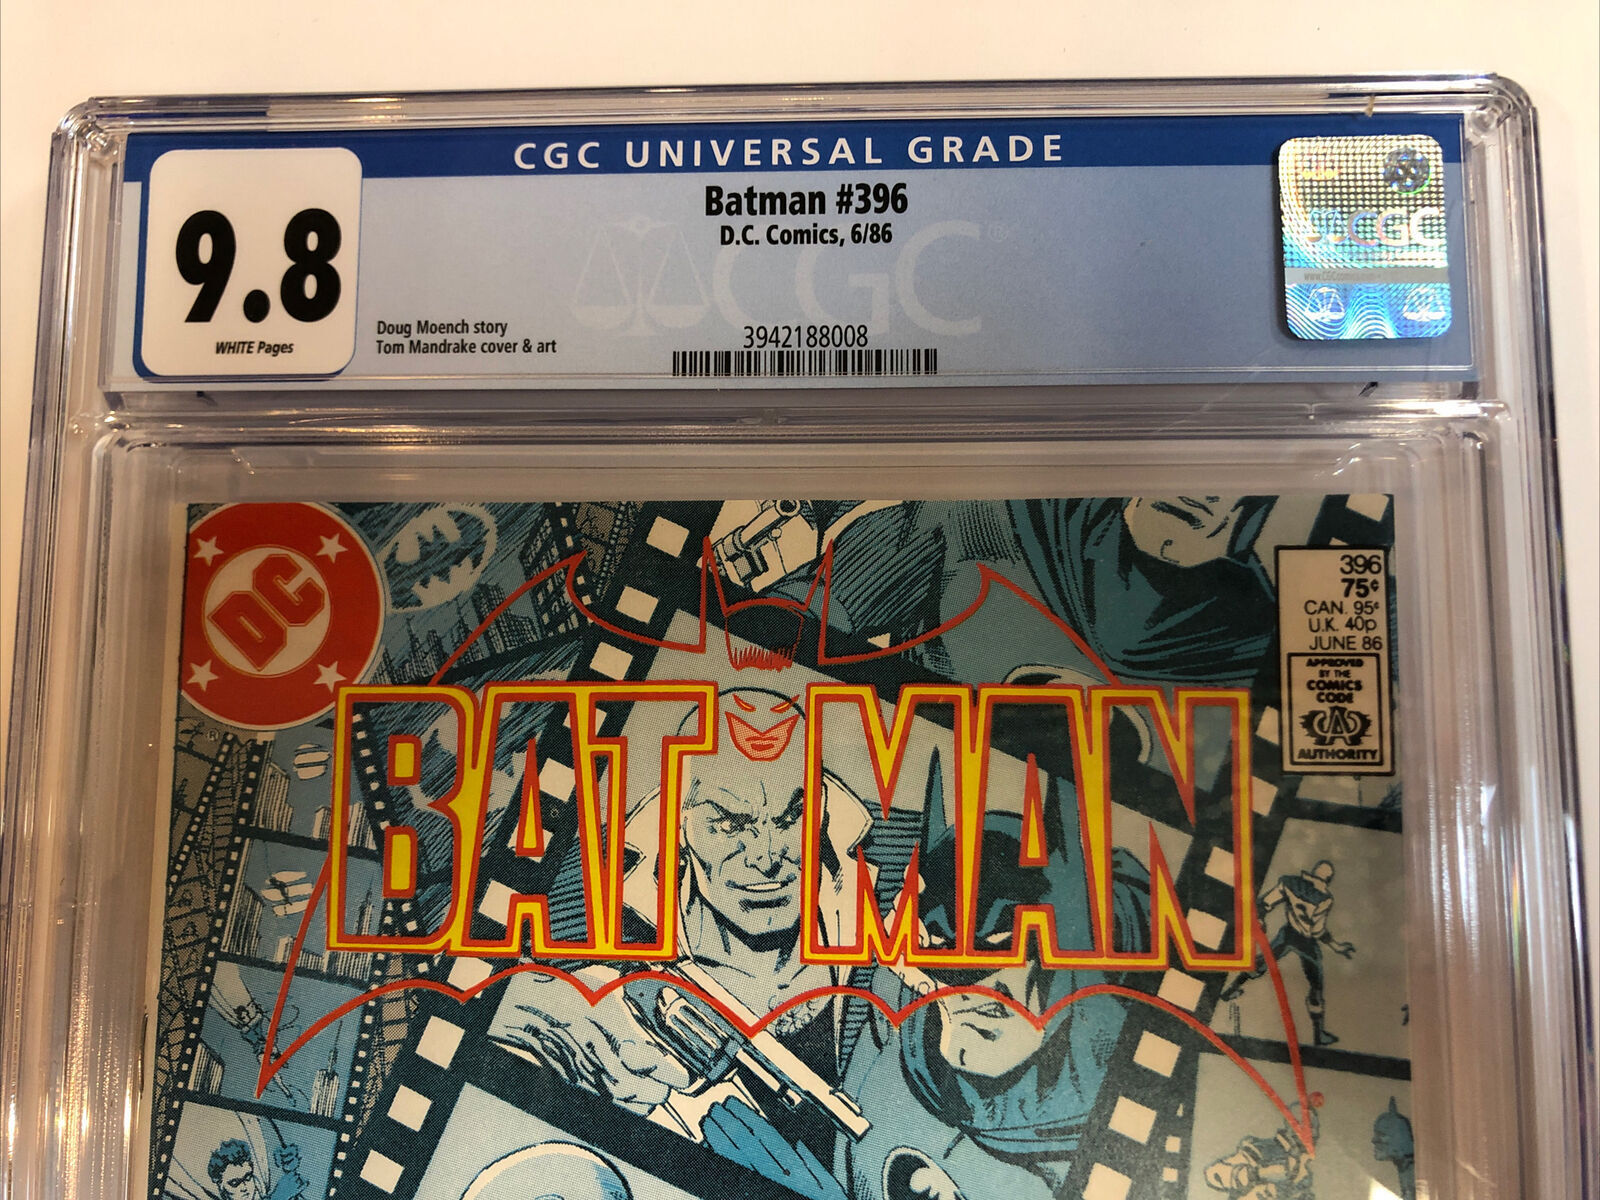 CGC UNIVERSAL GRADE
9.8
WHITE Pages
Batman #396
D.C. Comics, 6/86
CGC®
Doug Moench story
Tom Mandrake cover & art
3942188008
CGC
DC
®
BATMAN
396
75¢
CAN. 95¢
U.K. 40p
JUNE 86
APPROVED
BY THE
COMICS
CODE
CA
AUTHORITY